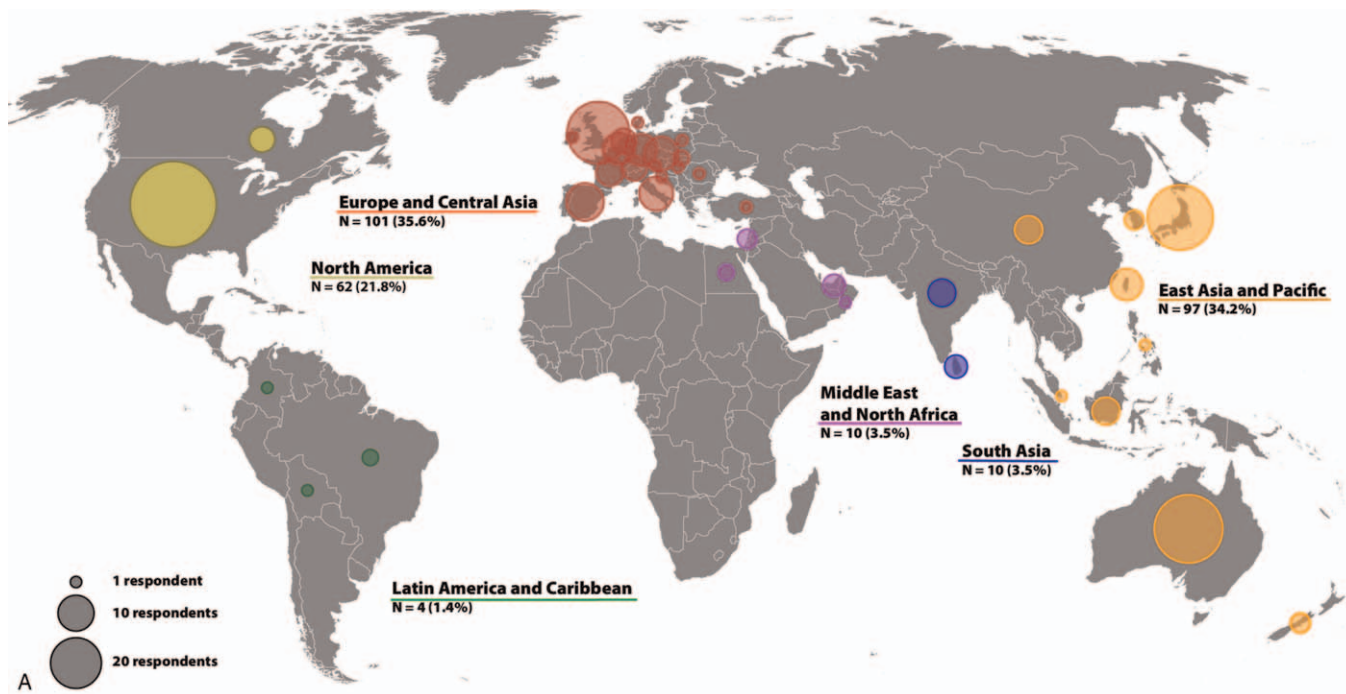 Europe and Central Asia
N = 101 (35.6%)
North America
N = 62 (21.8%)
East Asia and Pacific
N = 97 (34.2%)
Middle East
and North Africa
N = 10 (3.5%)
South Asia
N = 10 (3.5%)
Latin America and Caribbean
N = 4 (1.4%)
1 respondent
10 respondents
20 respondents
A